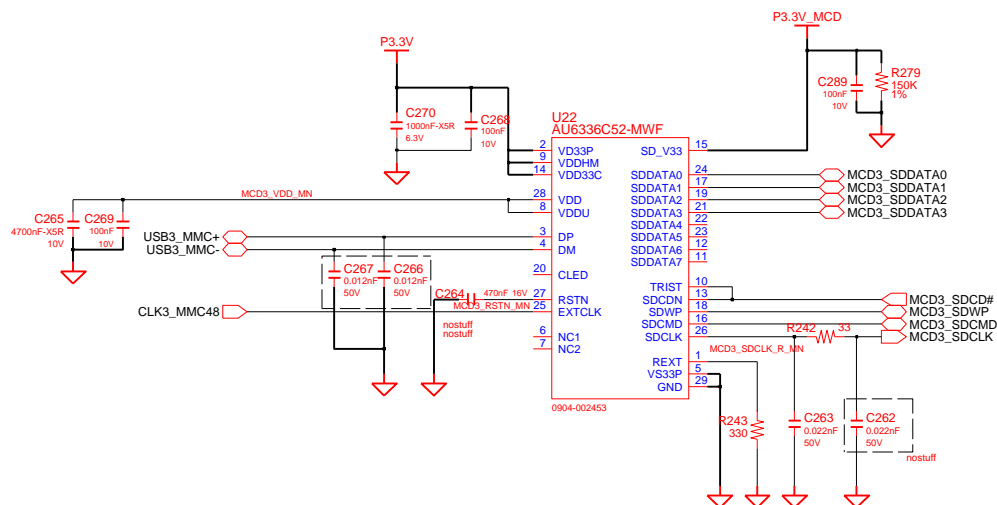 P3.3V_MCD
P3.3V
C289
100nF
10V
R279
150K
1%
C270
1000nF-X5R
6.3V
C268
100nF
10V
U22
AU6336C52-MWF
2 VD33P
9 VDDHM
14 VDD33C
28 VDD
8 VDDU
3 DP
4 DM
20 CLED
27 RSTN
25 EXTCLK
6 NC1
7 NC2
SD_V33 15
SDDATA0 24 MCD3_SDDATA0
SDDATA1 17 MCD3_SDDATA1
SDDATA2 19 MCD3_SDDATA2
SDDATA3 21 MCD3_SDDATA3
SDDATA4 22
SDDATA5 23
SDDATA6 12
SDDATA7 11
TRIST 10
SDCDN 13 MCD3_SDCD#
SDWP 18 MCD3_SDWP
SDCMD 16 MCD3_SDCMD
SDCLK 26 MCD3_SDCLK
REXT 1
VS33P 5
GND 29
0904-002453
MCD3_VDD_MN
C265
4700nF-X5R
10V
C269
100nF
10V
USB3_MMC+
USB3_MMC-
C267
0.012nF
50V
C266
0.012nF
50V
C264
470nF 16V
MCD3_RSTN_MN
CLK3_MMC48
nostuff
nostuff
R242
33
MCD3_SDCLK_R_MN
R243
330
C263
0.022nF
50V
C262
0.022nF
50V
nostuff